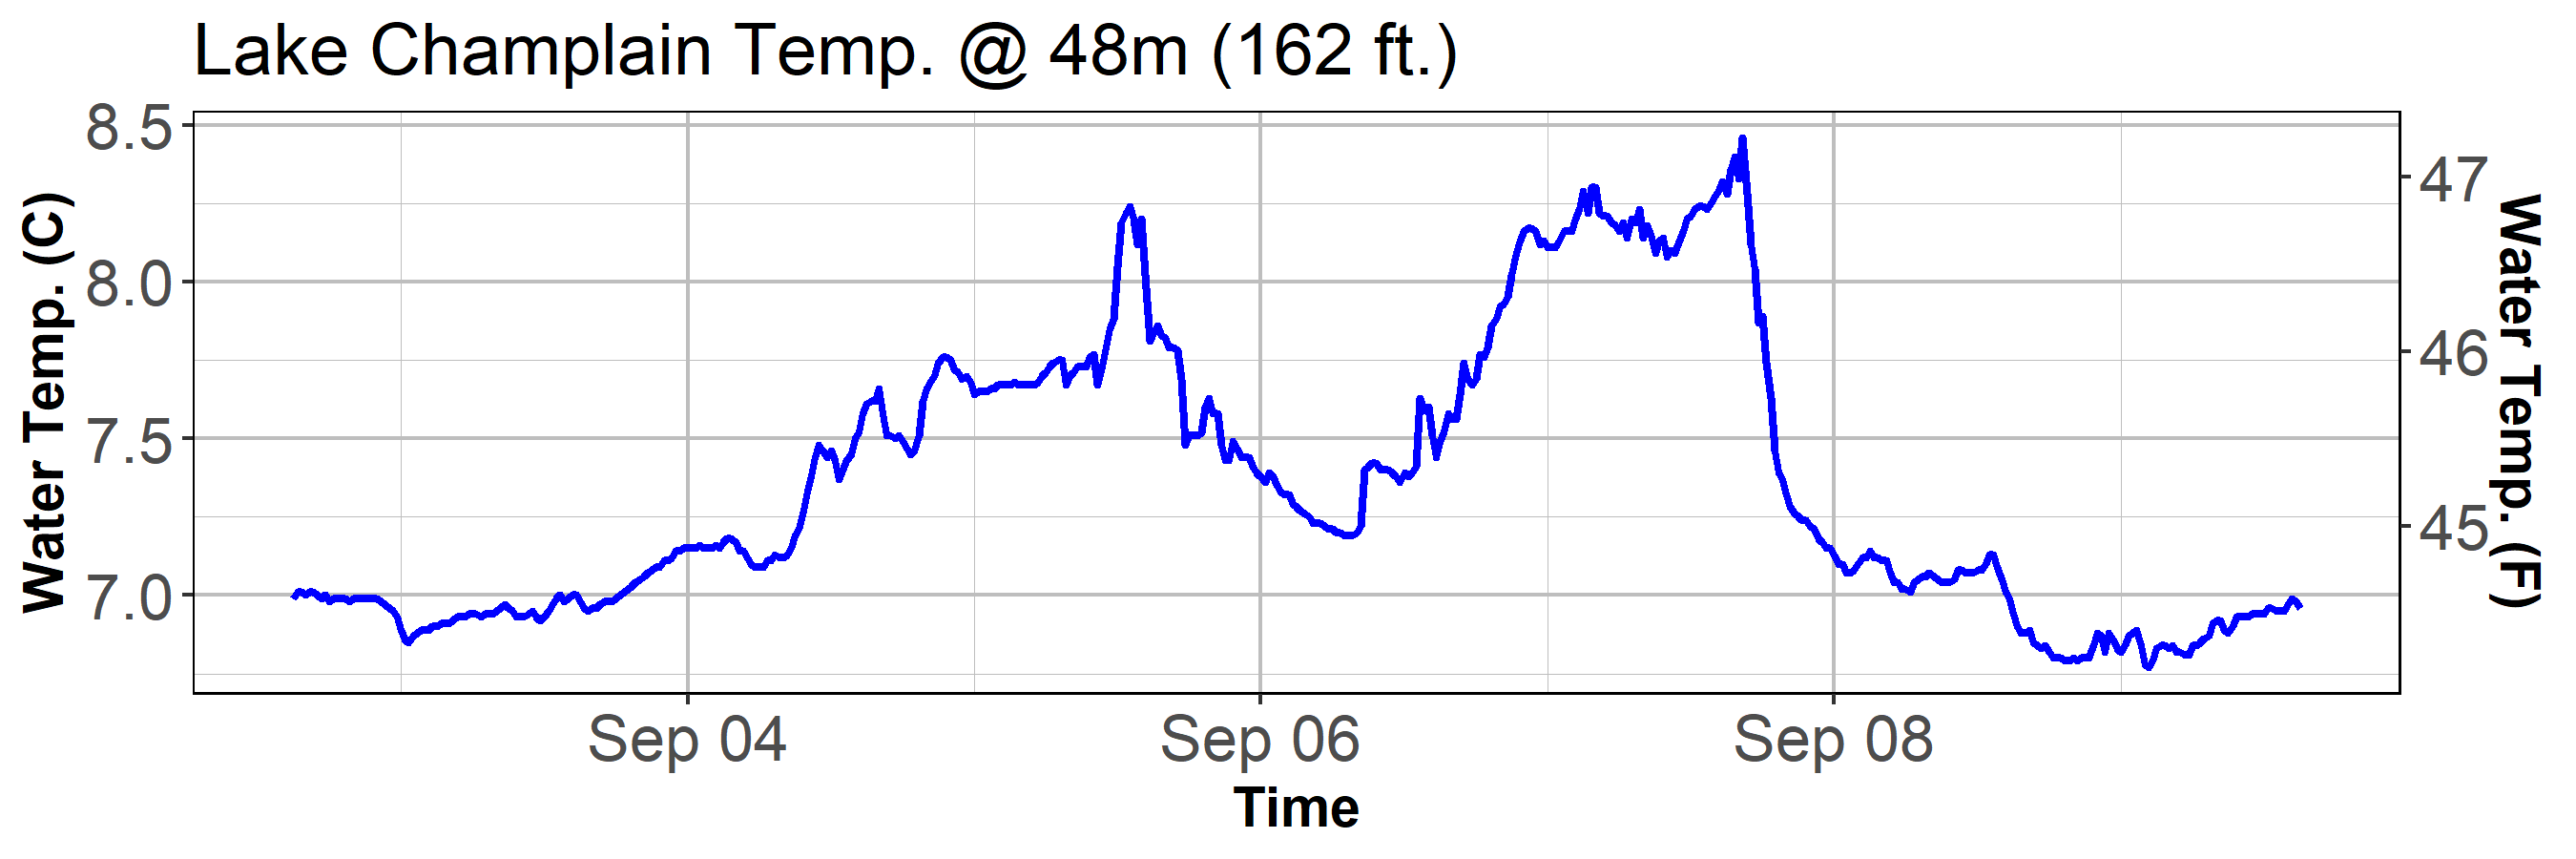 Lake Champlain Temp. @ 48m (162 ft.)
Water Temp. (C)
8.5
8.0
7.5
7.0
47
46
45
Water Temp. (F)
Sep 04 Sep 06 Sep 08
Time